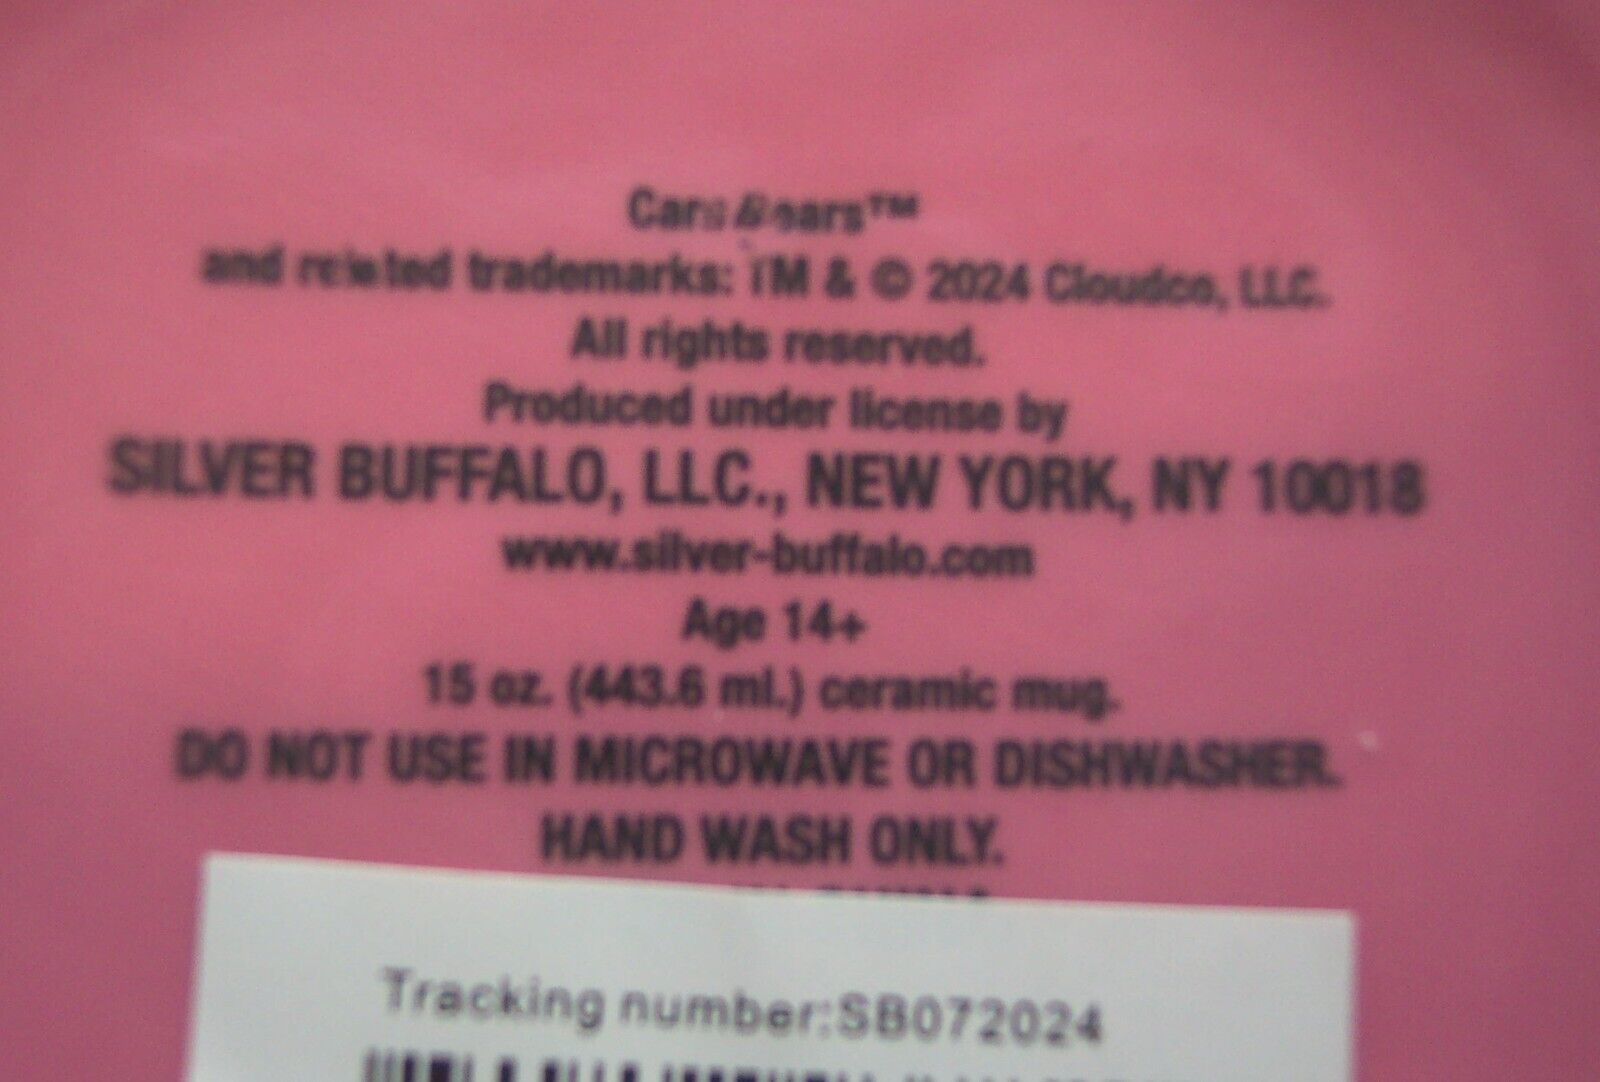 Care Bears™
and related trademarks: TM & © 2024 Cloudco, LLC.
All rights reserved.
Produced under license by
SILVER BUFFALO, LLC., NEW YORK, NY 10018
www.silver-buffalo.com
Age 14+
15 oz. (443.6 ml.) ceramic mug.
DO NOT USE IN MICROWAVE OR DISHWASHER.
HAND WASH ONLY.
Tracking number:SB072024